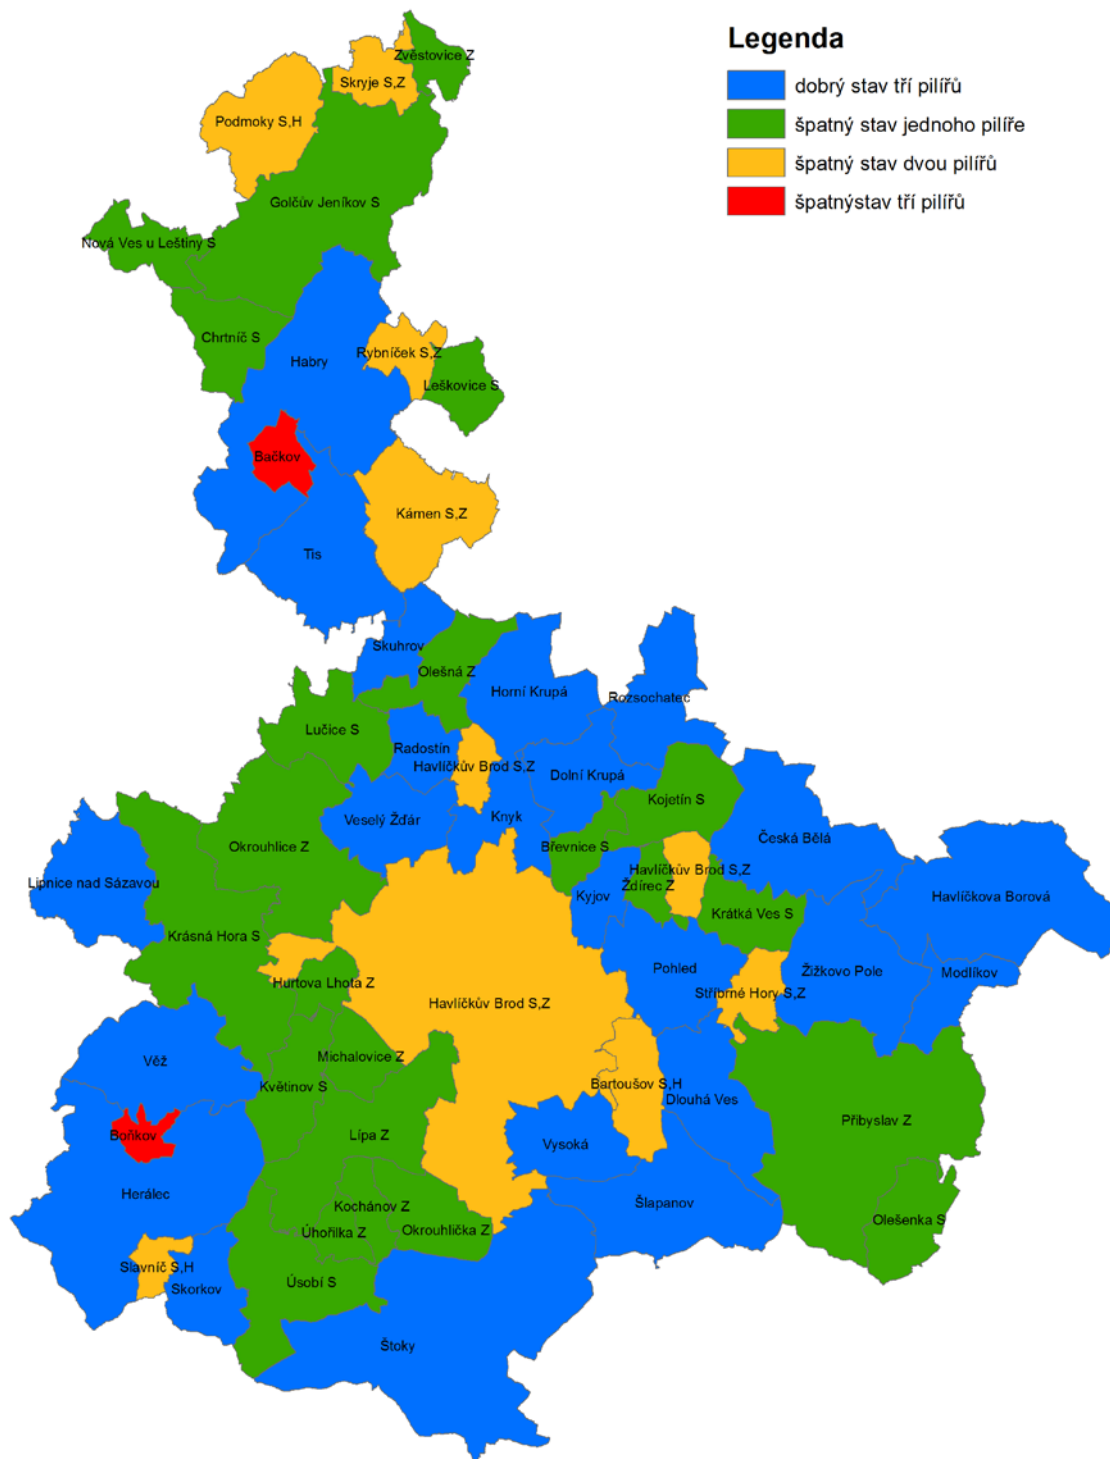 Legenda
dobrý stav tří pilířů
špatný stav jednoho pilíře
špatný stav dvou pilířů
špatnýstav tří pilířů
Zvěstovice Z
Skryje S,Z
Podmoky S,H
Golčův Jeníkov S
Nová Ves u Leštiny S
Chrtníč S
Habry
Rybníček S,Z
Leškovice S
Bačkov
Kámen S,Z
Tis
Skuhrov
Olešná Z
Horní Krupá
Rozsochatec
Lučice S
Radostín
Havlíčkův Brod S,Z
Dolní Krupá
Kojetín S
Veselý Žďár
Knyk
Česká Bělá
Okrouhlice Z
Břevnice S
Havlíčkův Brod S,Z
Lipnice nad Sázavou
Ždírec Z
Kyjov
Havlíčkova Borová
Krátká Ves S
Krásná Hora S
Pohled
Žižkovo Pole
Modlíkov
Hurtova Lhota Z
Stříbrné Hory S,Z
Havlíčkův Brod S,Z
Michalovice Z
Věž
Květinov S
Bartoušov S,H
Dlouhá Ves
Přibyslav Z
Boňkov
Lípa Z
Vysoká
Herálec
Šlapanov
Kochánov Z
Olešenka S
Úhořilka Z
Okrouhlička Z
Slavníč S,H
Skorkov
Úsobí S
Štoky